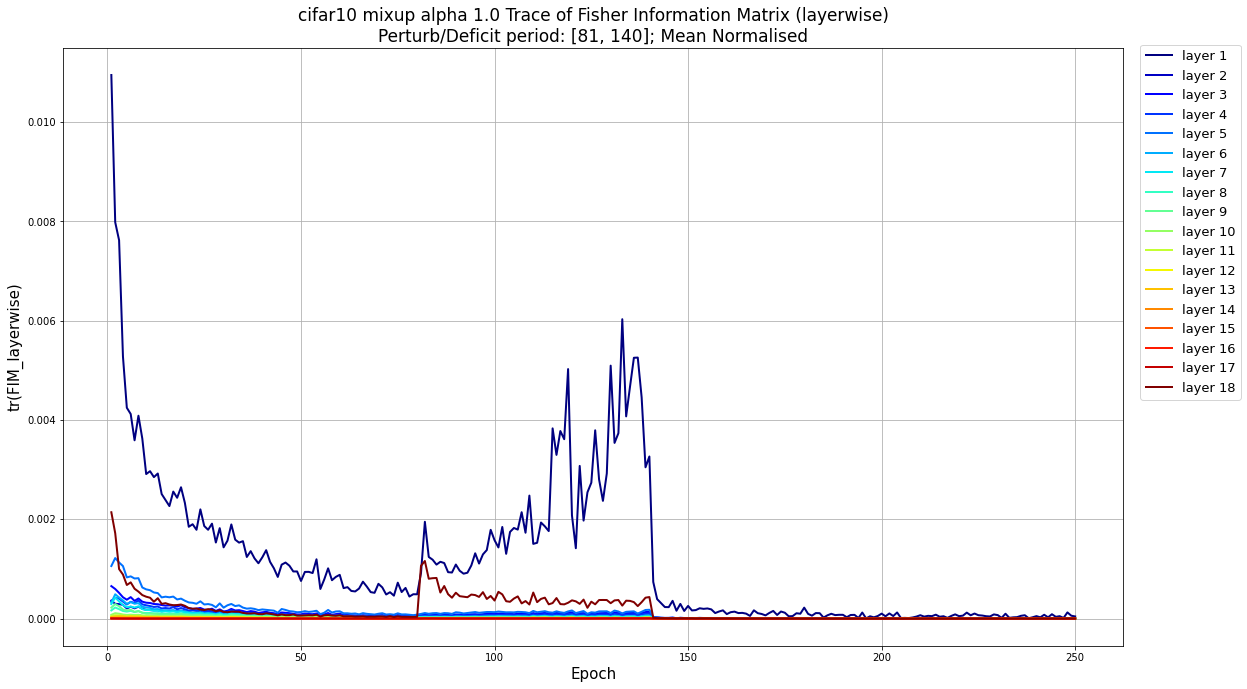 cifar10 mixup alpha 1.0 Trace of Fisher Information Matrix (layerwise)
Perturb/Deficit period: [81, 140]; Mean Normalised
tr(FIM_layerwise)
0.010
0.008
0.006
0.004
0.002
0.000
0
50
100
150
200
250
Epoch
layer 1
layer 2
layer 3
layer 4
layer 5
layer 6
layer 7
layer 8
layer 9
layer 10
layer 11
layer 12
layer 13
layer 14
layer 15
layer 16
layer 17
layer 18